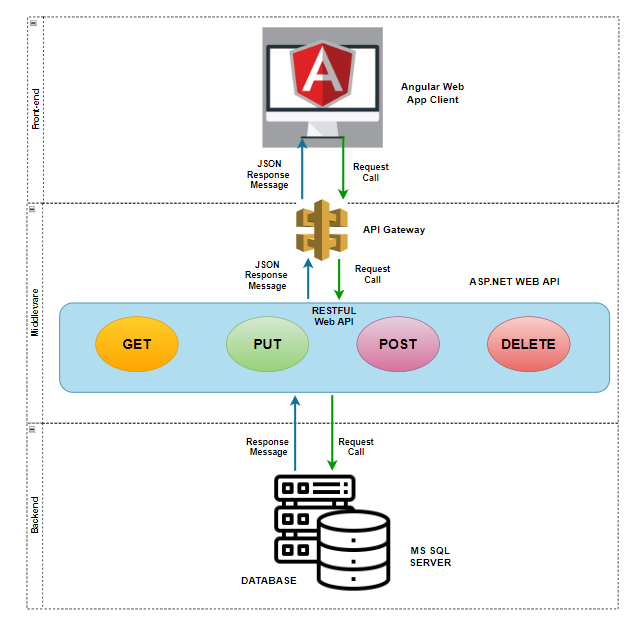 Front-end
Angular Web
App Client
JSON
Response
Message
Request
Call
Middleware
API Gateway
JSON
Response
Message
Request
Call
ASP.NET WEB API
RESTFUL
Web API
GET
PUT
POST
DELETE
Backend
Response
Message
Request
Call
MS SQL
SERVER
DATABASE